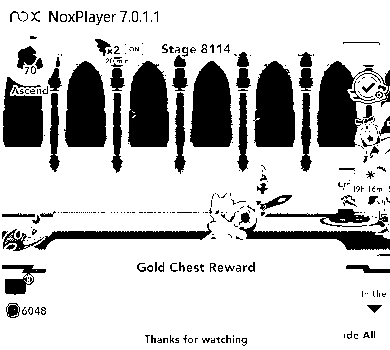 nox NoxPlayer 7.0.1.1
x2 ON
20 min
Stage 8114
70
Ascend
19h 16m
Gold Chest Reward
6048
In the
Thanks for watching
ide All